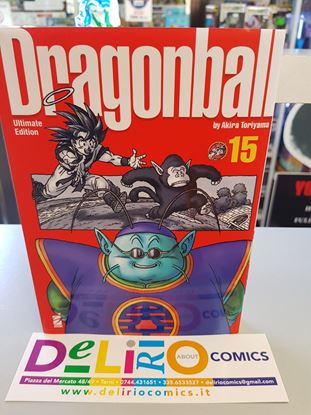 Dragonball
Ultimate
Edition
by Akira Toriyama
15
DeLiRiO
ABOUT
COMICS
Piazza del Mercato 48/49 • Terni • 0744.431651 • 335.6533527 • deliriocomics@gmail.com
www.deliriocomics.it